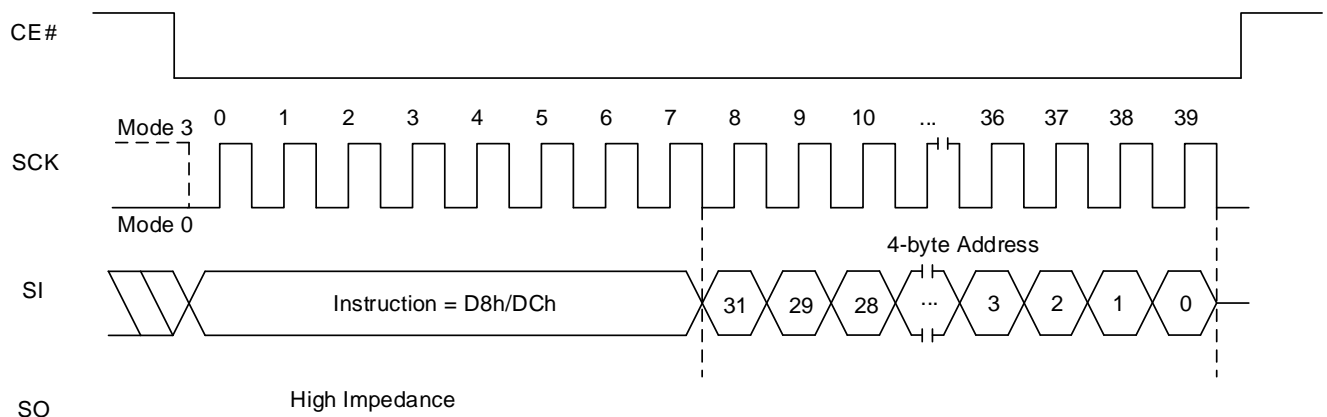 CE#
0 1 2 3 4 5 6 7 8 9 10 ... 36 37 38 39
Mode 3
SCK
Mode 0
4-byte Address
SI
Instruction = D8h/DCh 31 29 28 ... 3 2 1 0
High Impedance
SO